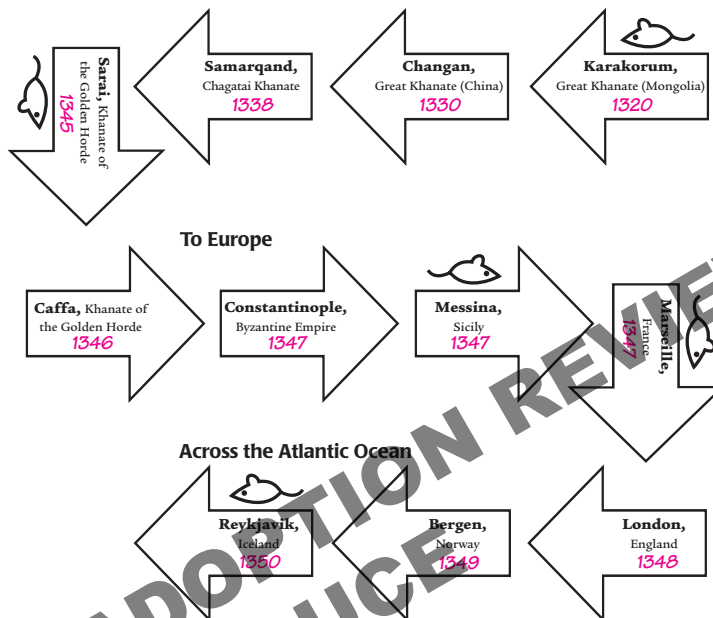 Karakorum,
Great Khanate (Mongolia)
1320
Changan,
Great Khanate (China)
1330
Samarqand,
Chagatai Khanate
1338
Sarai, Khanate of
the Golden Horde
1345
To Europe
Caffa, Khanate of
the Golden Horde
1346
Constantinople,
Byzantine Empire
1347
Messina,
Sicily
1347
Marseille,
France
1347
Across the Atlantic Ocean
London,
England
1348
Bergen,
Norway
1349
Reykjavik,
Iceland
1350
ADOPTION REVIE
UCE